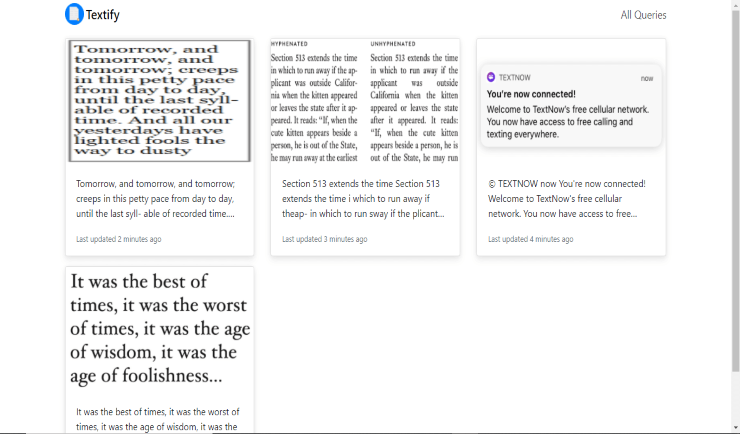 Textify
All Queries
Tomorrow, and
tomorrow, and
tomorrow; creeps
in this petty pace
from day to day,
until the last syll-
able of recorded
time. And all our
yesterdays have
lighted fools the
way to dusty
Tomorrow, and tomorrow, and tomorrow;
creeps in this petty pace from day to day,
until the last syll- able of recorded time....
Last updated 2 minutes ago
HYPHENATED
Section 513 extends the time
in which to run away if the ap-
plicant was outside Califor-
nia when the kitten appeared
or leaves the state after it ap-
peared. It reads: "If, when the
cute kitten appears beside a
person, he is out of the State,
he may run away at the earliest
UNHYPHENATED
Section 513 extends the time
in which to run away if the
applicant was outside
California when the kitten
appeared or leaves the state
after it appeared. It reads:
"If, when the cute kitten
appears beside a person, he is
out of the State, he may run
Section 513 extends the time Section 513
extends the time i which to run away if
theap- in which to run sway if the plicant...
Last updated 3 minutes ago
TEXTNOW
now
You're now connected!
Welcome to TextNow's free cellular network.
You now have access to free calling and
texting everywhere.
© TEXTNOW now You're now connected!
Welcome to TextNow's free cellular
network. You now have access to free...
Last updated 4 minutes ago
It was the best of
times, it was the worst
of times, it was the age
of wisdom, it was the
age of foolishness...
It was the best of times, it was the worst of
times, it was the age of wisdom, it was the